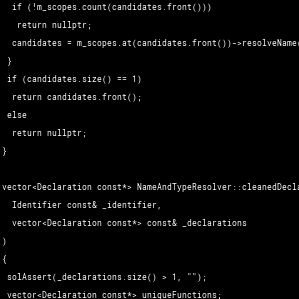 if (!m_scopes.count(candidates.front()))
return nullptr;
candidates = m_scopes.at(candidates.front())->resolveName(
}
if (candidates.size() == 1)
return candidates.front();
else
return nullptr;
}
vector<Declaration const*> NameAndTypeResolver::cleanedDecla
Identifier const& _identifier,
vector<Declaration const*> const& _declarations
)
{
solAssert(_declarations.size() > 1, "");
vector<Declaration const*> uniqueFunctions;